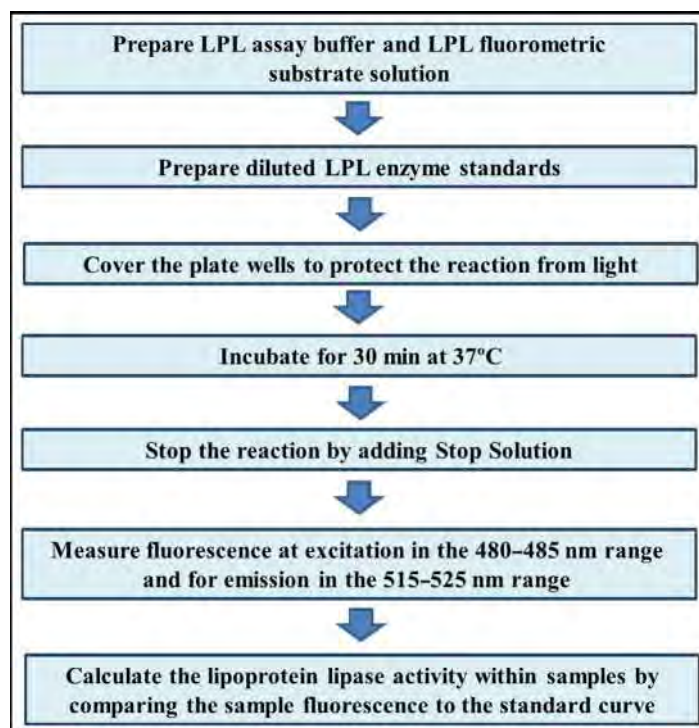 Prepare LPL assay buffer and LPL fluorometric
substrate solution
Prepare diluted LPL enzyme standards
Cover the plate wells to protect the reaction from light
Incubate for 30 min at 37ºC
Stop the reaction by adding Stop Solution
Measure fluorescence at excitation in the 480–485 nm range
and for emission in the 515–525 nm range
Calculate the lipoprotein lipase activity within samples by
comparing the sample fluorescence to the standard curve